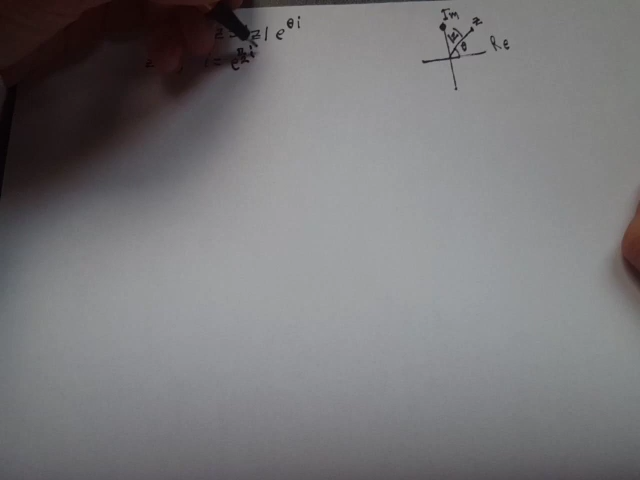 z = |z| e^θi
i = e^π/2 i
Im
z
|z|
θ
Re